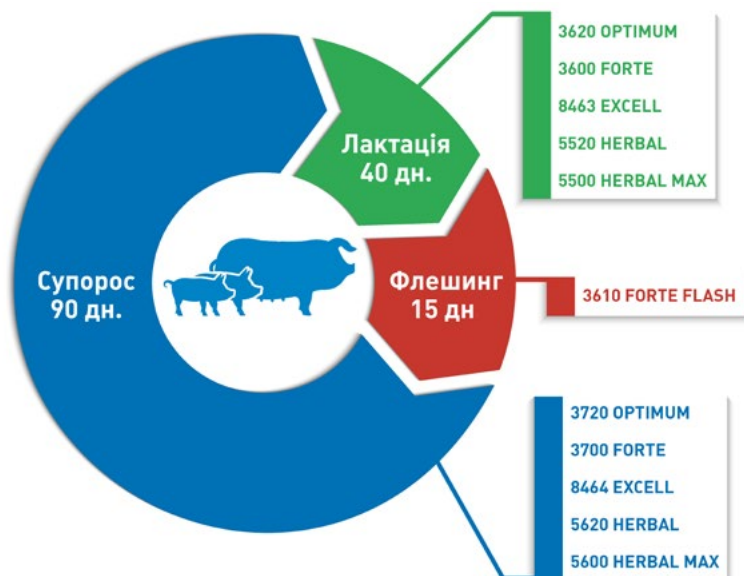 3620 OPTIMUM
3600 FORTE
8463 EXCELL
5520 HERBAL
5500 HERBAL MAX
Лактація
40 дн.
Супорос
90 дн.
Флешинг
15 дн
3610 FORTE FLASH
3720 OPTIMUM
3700 FORTE
8464 EXCELL
5620 HERBAL
5600 HERBAL MAX